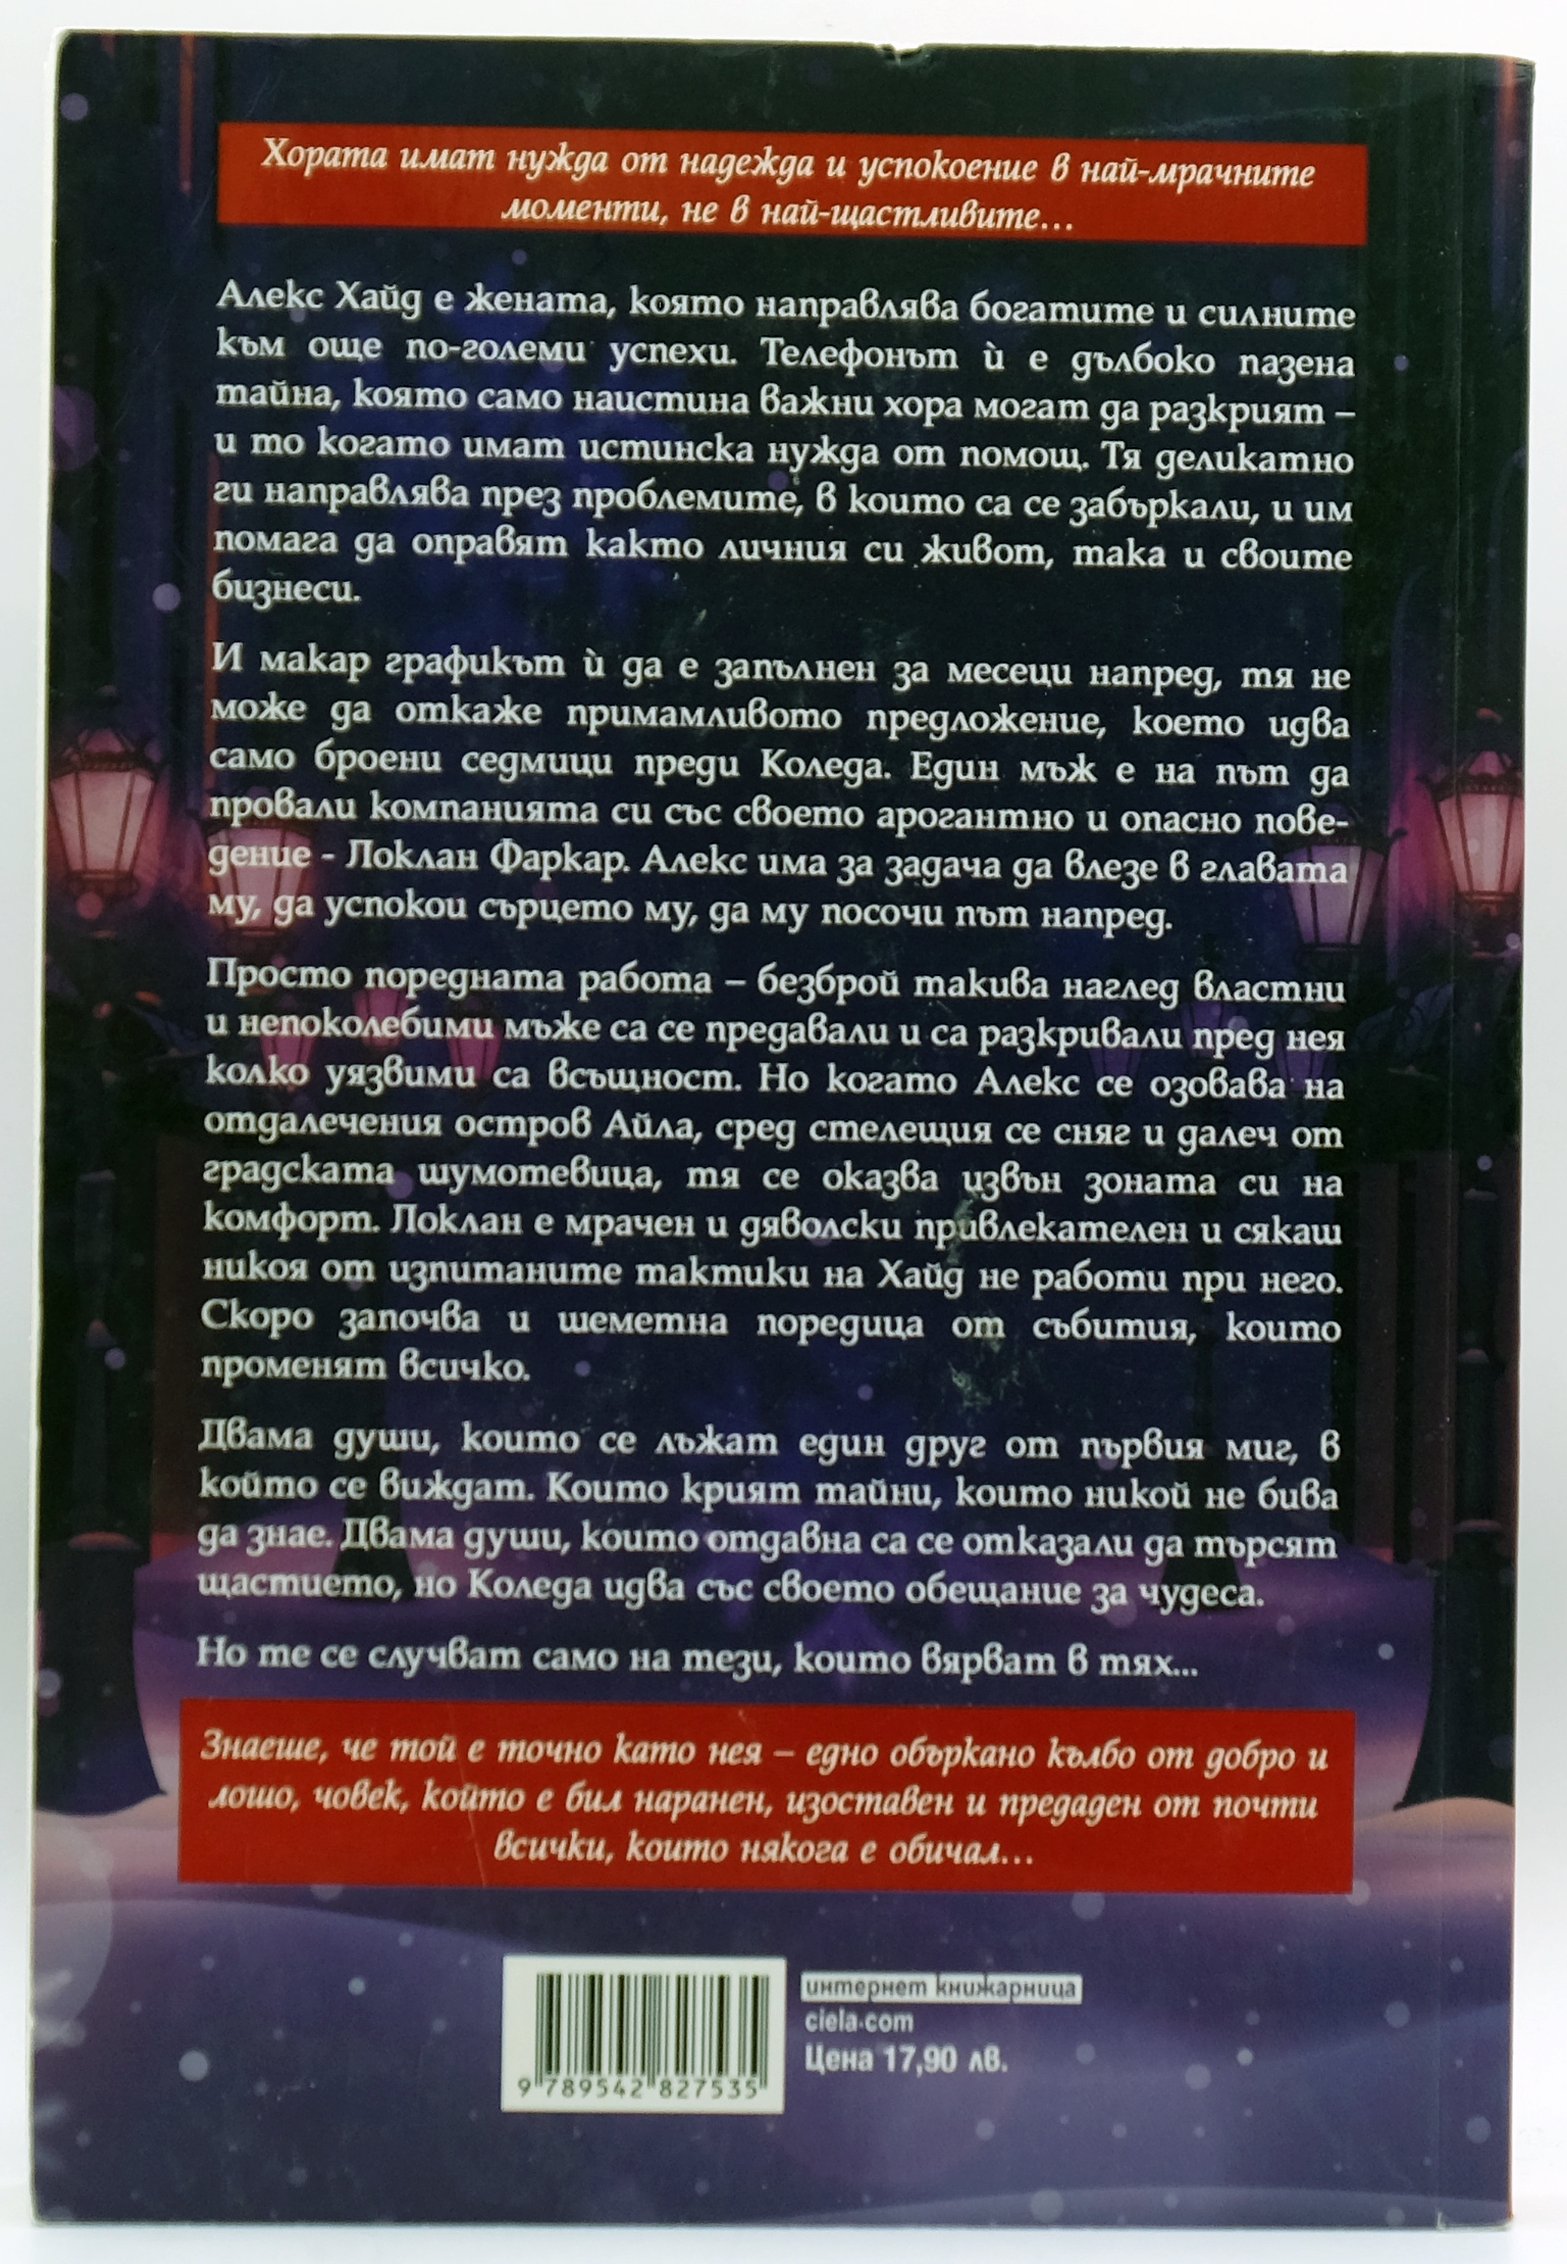 Хората имат нужда от надежда и успокоение в най-мрачните
моменти, не в най-щастливите...
Алекс Хайд е жената, която направлява богатите и силните
към още по-големи успехи. Телефонът ѝ е дълбоко пазена
тайна, която само наистина важни хора могат да разкрият –
и то когато имат истинска нужда от помощ. Тя деликатно
ги направлява през проблемите, в които са се забъркали, и им
помага да оправят както личния си живот, така и своите
бизнеси.
И макар графикът ѝ да е запълнен за месеци напред, тя не
може да откаже примамливото предложение, което идва
само броени седмици преди Коледа. Един мъж е на път да
провали компанията си със своето арогантно и опасно пове-
дение - Локлан Фаркар. Алекс има за задача да влезе в главата
му, да успокои сърцето му, да му посочи път напред.
Просто поредната работа – безброй такива наглед властни
и непоколебими мъже са се предавали и са разкривали пред нея
колко уязвими са всъщност. Но когато Алекс се озовава на
отдалечения остров Айла, сред стелещия се сняг и далеч от
градската шумотевица, тя се оказва извън зоната си на
комфорт. Локлан е мрачен и дяволски привлекателен и сякаш
никоя от изпитаните тактики на Хайд не работи при него.
Скоро започва и шеметна поредица от събития, които
променят всичко.
Двама души, които се лъжат един друг от първия миг, в
който се виждат. Които крият тайни, които никой не бива
да знае. Двама души, които отдавна са се отказали да търсят
щастието, но Коледа идва със своето обещание за чудеса.
Но те се случват само на тези, които вярват в тях...
Знаеше, че той е точно като нея – едно объркано кълбо от добро и
лошо, човек, който е бил наранен, изоставен и предаден от почти
всички, които някога е обичал...
интернет книжарница
ciela.com
Цена 17,90 лв.
9 789542 827535